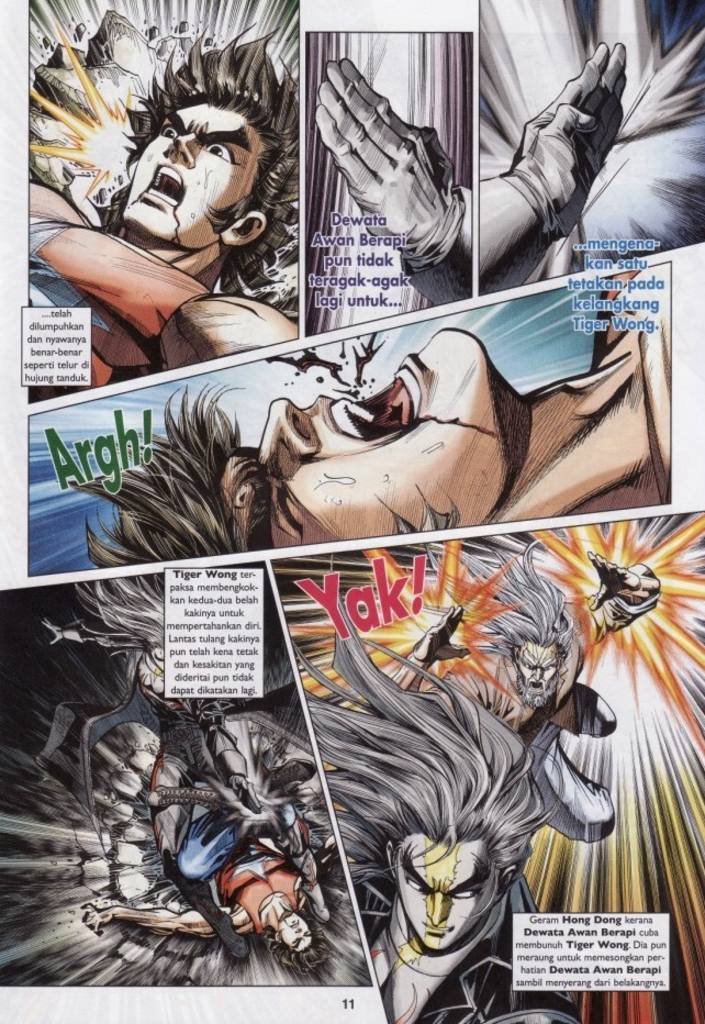 ....telah
dilumpuhkan
dan nyawanya
benar-benar
seperti telur di
hujung tanduk.
Dewata
Awan Berapi
pun tidak
teragak-agak
lagi untuk...
...mengena-
kan satu
tetakan pada
kelangkang
Tiger Wong.
Argh!
Tiger Wong ter-
paksa membengkok-
kan kedua-dua belah
kakinya untuk
mempertahankan diri.
Lantas tulang kakinya
pun telah kena tetak
dan kesakitan yang
dideritai pun tidak
dapat dikatakan lagi.
Yak!
Geram Hong Dong kerana
Dewata Awan Berapi cuba
membunuh Tiger Wong. Dia pun
meraung untuk memesongkan per-
hatian Dewata Awan Berapi
sambil menyerang dari belakangnya.
11